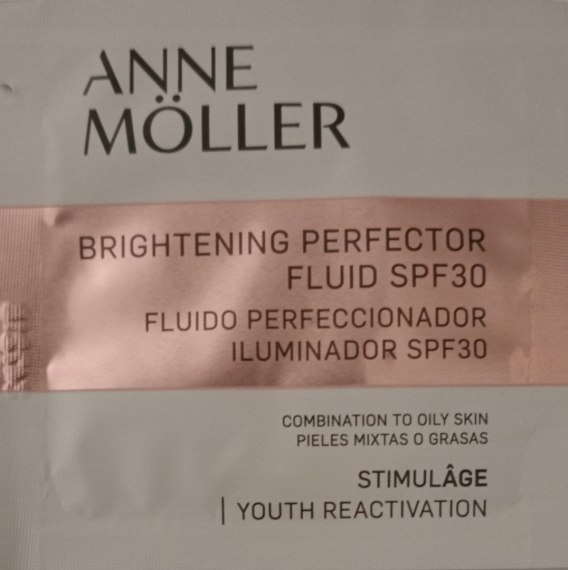 ANNE
MÖLLER
BRIGHTENING PERFECTOR
FLUID SPF30
FLUIDO PERFECCIONADOR
ILUMINADOR SPF30
COMBINATION TO OILY SKIN
PIELES MIXTAS O GRASAS
STIMULÂGE
| YOUTH REACTIVATION